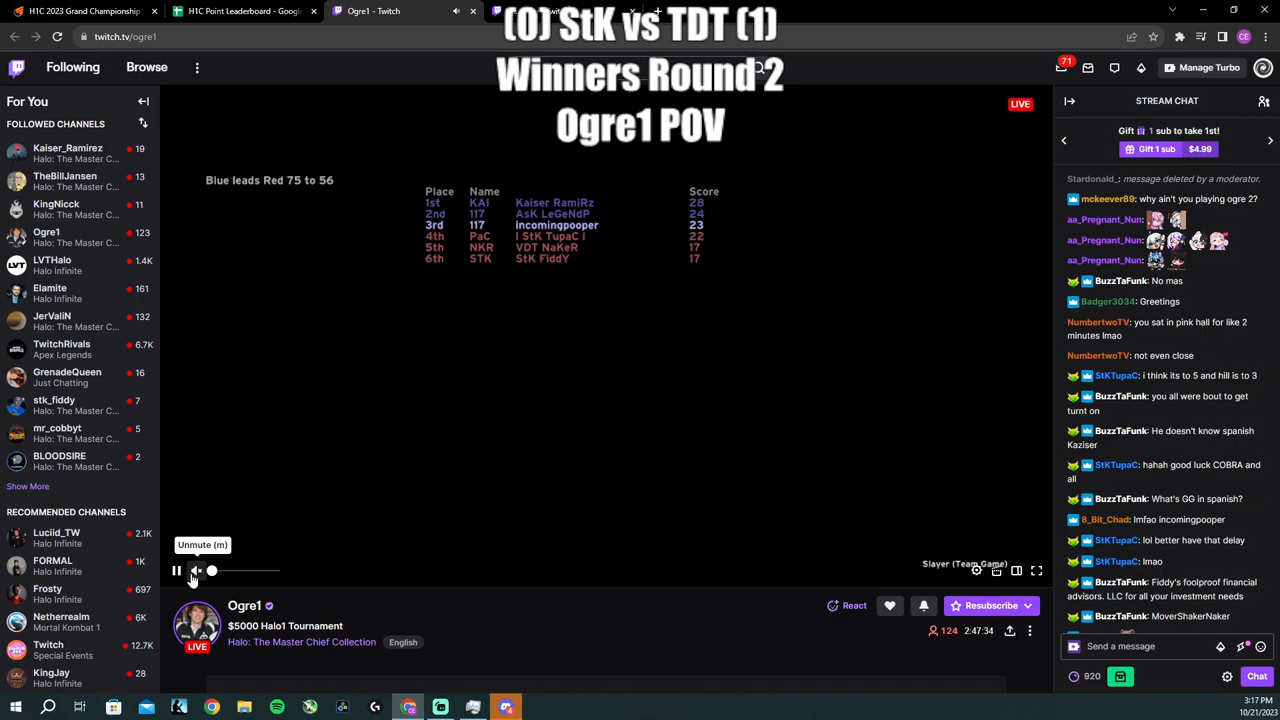 H1C 2023 Grand Championship
H1C Point Leaderboard - Google
Ogre1 - Twitch
twitch.tv/ogre1
(0) StK vs TDT (1)
Winners Round 2
Ogre1 POV
Following
Browse
71
Manage Turbo
For You
FOLLOWED CHANNELS
Kaiser_Ramirez
19
Halo: The Master C...
TheBillJansen
13
Halo: The Master C...
KingNicck
11
Halo: The Master C...
Ogre1
123
Halo: The Master C...
LVTHalo
1.4K
Halo Infinite
Elamite
161
Halo Infinite
JerValiN
132
Halo: The Master C...
TwitchRivals
6.7K
Apex Legends
GrenadeQueen
16
Just Chatting
stk_fiddy
7
Halo: The Master C...
mr_cobbyt
5
Halo: The Master C...
BLOODSIRE
2
Halo Infinite
Show More
RECOMMENDED CHANNELS
Luciid_TW
2.1K
Halo Infinite
FORMAL
1K
Halo Infinite
Frosty
697
Halo Infinite
Netherrealm
6K
Mortal Kombat 1
Twitch
12.7K
Special Events
KingJay
28
Halo Infinite
LIVE
Blue leads Red 75 to 56
Place Name Score
1st KAI Kaiser RamiRz 28
2nd 117 AsK LeGeNdP 24
3rd 117 incomingpooper 23
4th PaC I StK TupaC I 22
5th NKR VDT NaKeR 17
6th STK StK FiddY 17
Unmute (m)
Slayer (Team Game)
Ogre1
$5000 Halo1 Tournament
Halo: The Master Chief Collection
English
LIVE
React
Resubscribe
124
2:47:34
STREAM CHAT
Gift 1 sub to take 1st!
Gift 1 sub
$4.99
Stardonald_: message deleted by a moderator.
mckeever89: why ain't you playing ogre 2?
aa_Pregnant_Nun:
aa_Pregnant_Nun:
aa_Pregnant_Nun:
BuzzTaFunk: No mas
Badger3034: Greetings
NumbertwoTV: you sat in pink hall for like 2
minutes lmao
NumbertwoTV: not even close
StKTupaC: i think its to 5 and hill is to 3
BuzzTaFunk: you all were bout to get
turnt on
BuzzTaFunk: He doesn't know spanish
Kaziser
StKTupaC: hahah good luck COBRA and
all
BuzzTaFunk: What's GG in spanish?
8_Bit_Chad: lmfao incomingpooper
StKTupaC: lol better have that delay
StKTupaC: lmao
BuzzTaFunk: Fiddy's foolproof financial
advisors. LLC for all your investment needs
BuzzTaFunk: MoverShakerNaker
Send a message
920
Chat
3:17 PM
10/21/2023